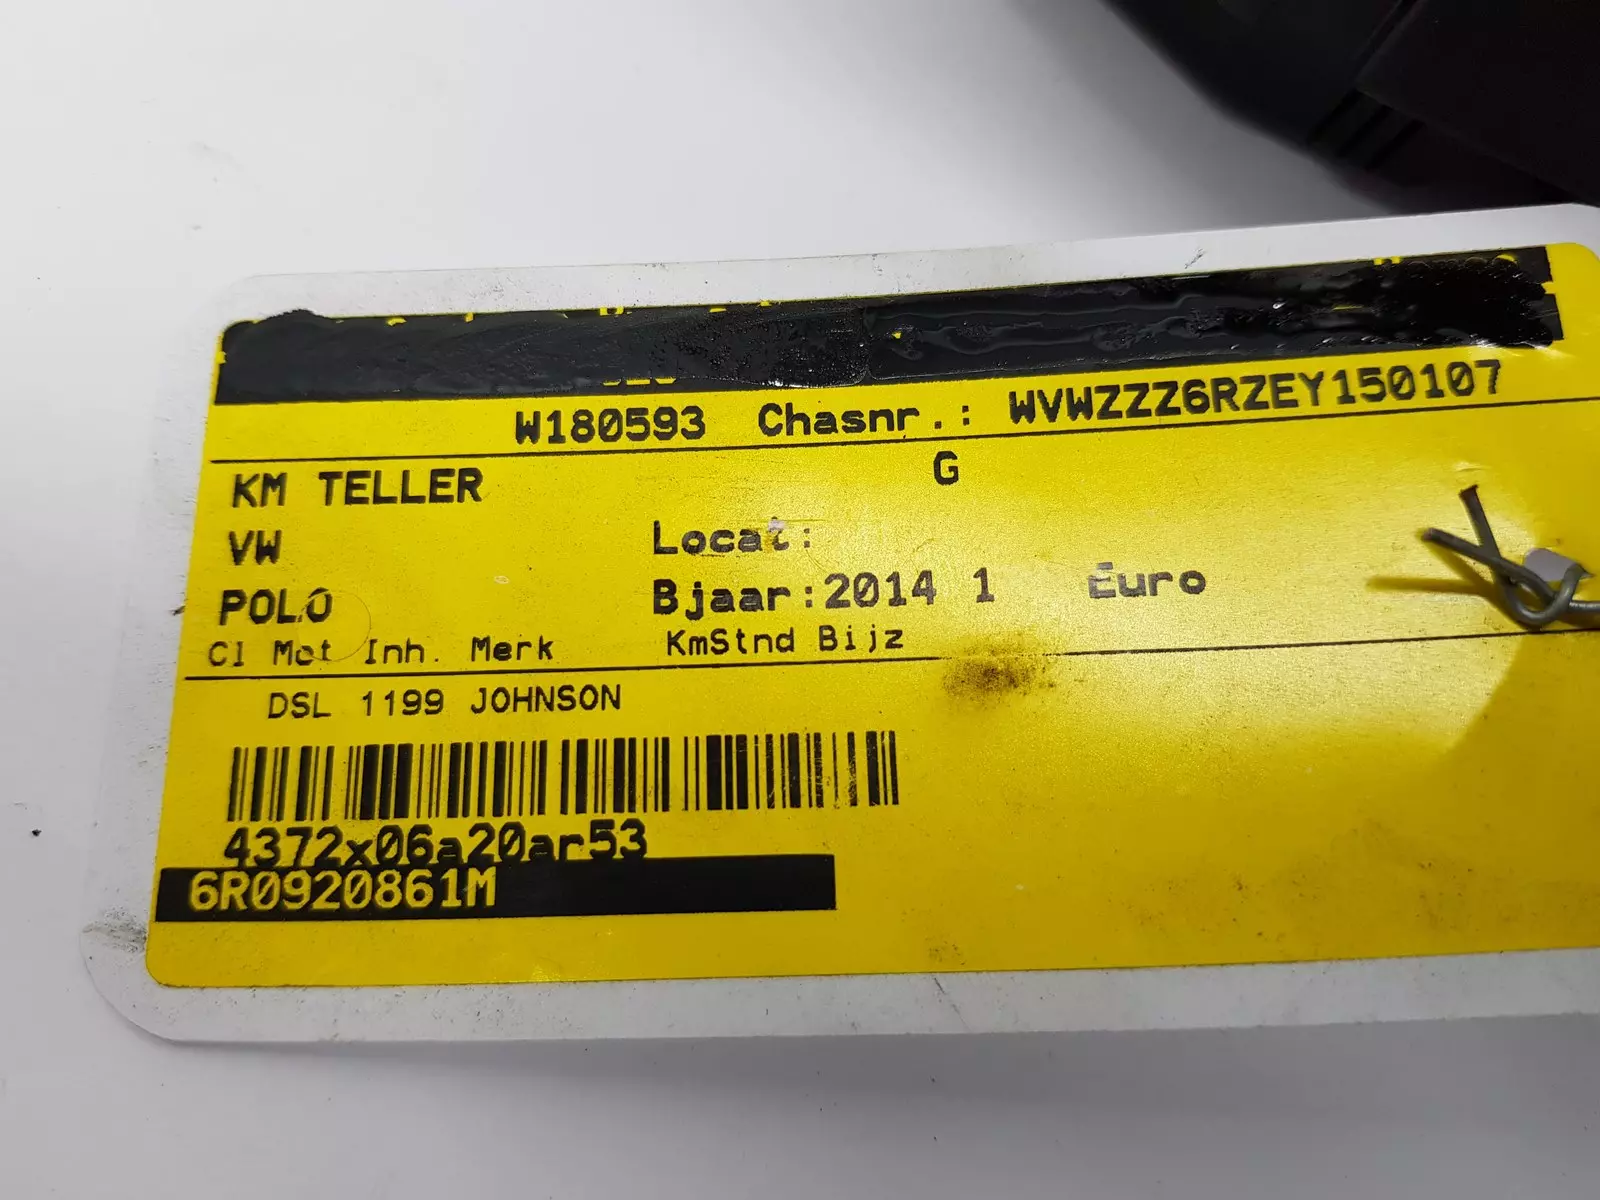 W180593 Chasnr.: WVWZZZ6RZEY150107
KM TELLER G
VW Locat:
POLO Bjaar:2014 1 Euro
Cl Mot Inh. Merk KmStnd Bijz
DSL 1199 JOHNSON
4372x06a20ar53
6R0920861M